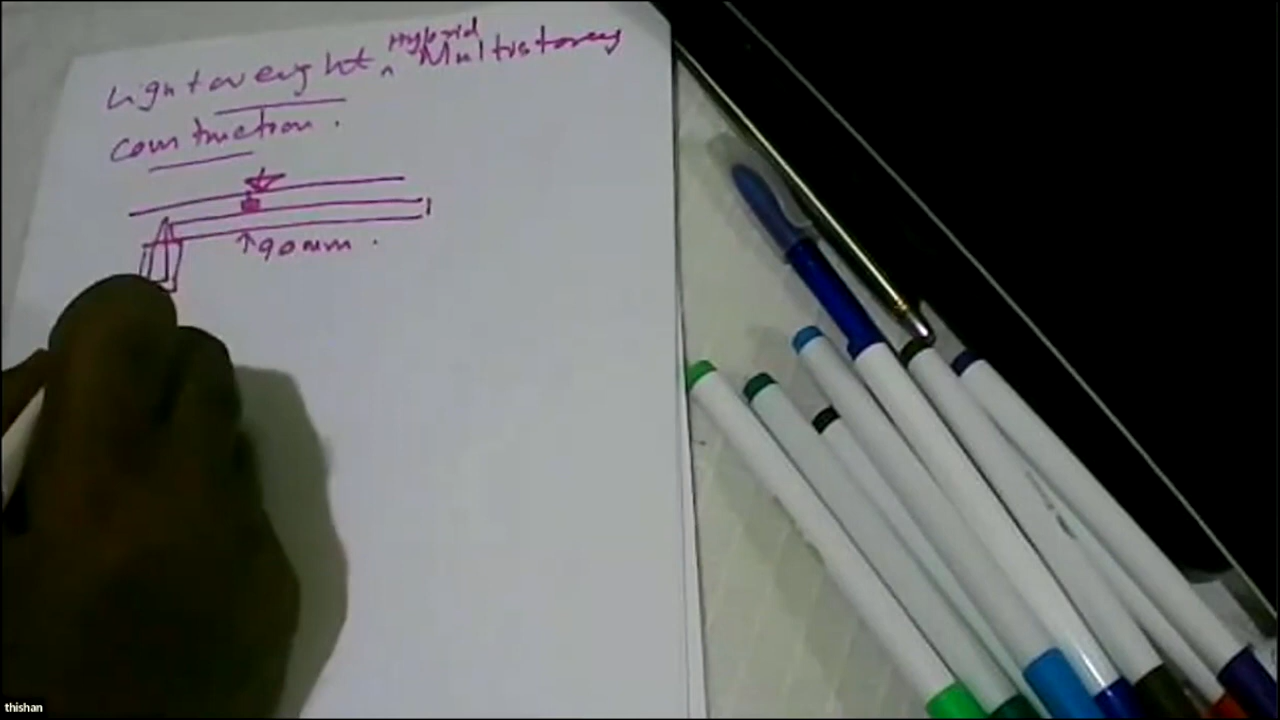 Hybrid
Lightweight ^ Multistorey
construction.
↑90mm.
thishan